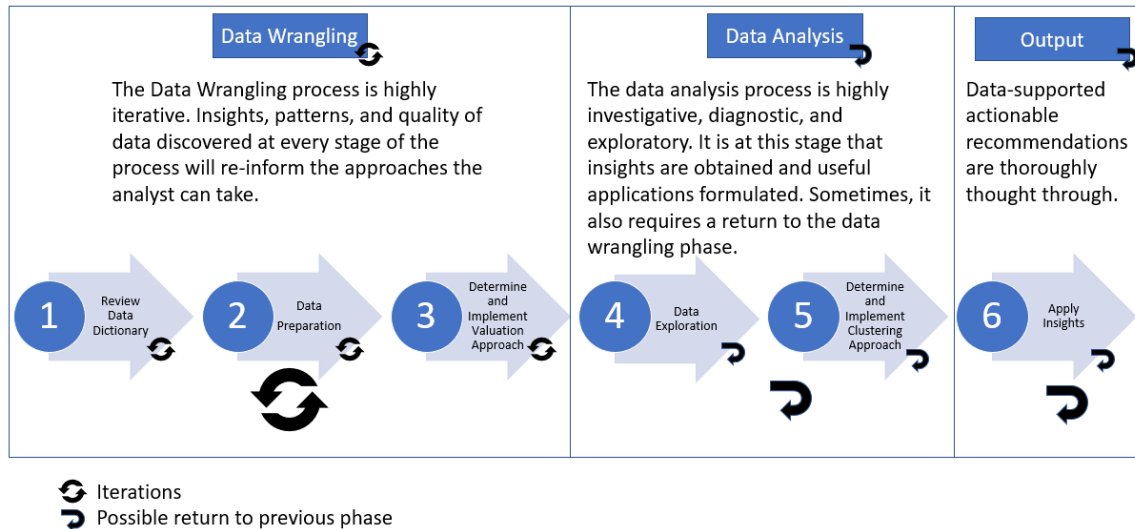 Data Wrangling
The Data Wrangling process is highly
iterative. Insights, patterns, and quality of
data discovered at every stage of the
process will re-inform the approaches the
analyst can take.
1
Review
Data
Dictionary
2
Data
Preparation
3
Determine
and
Implement
Valuation
Approach
Data Analysis
The data analysis process is highly
investigative, diagnostic, and
exploratory. It is at this stage that
insights are obtained and useful
applications formulated. Sometimes, it
also requires a return to the data
wrangling phase.
4
Data
Exploration
5
Determine
and
Implement
Clustering
Approach
Output
Data-supported
actionable
recommendations
are thoroughly
thought through.
6
Apply
Insights
Iterations
Possible return to previous phase